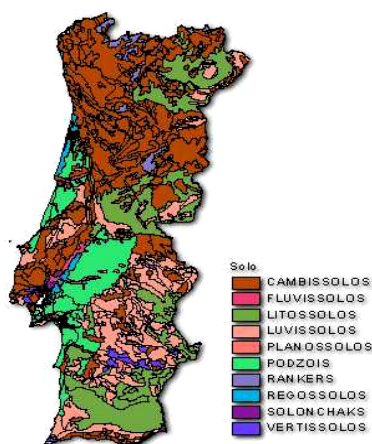 Solo
CAMBISSOLOS
FLUVISSOLOS
LITOSSOLOS
LUVISSOLOS
PLANOSSOLOS
PODZOIS
RANKERS
REGOSSOLOS
SOLONCHAKS
VERTISSOLOS